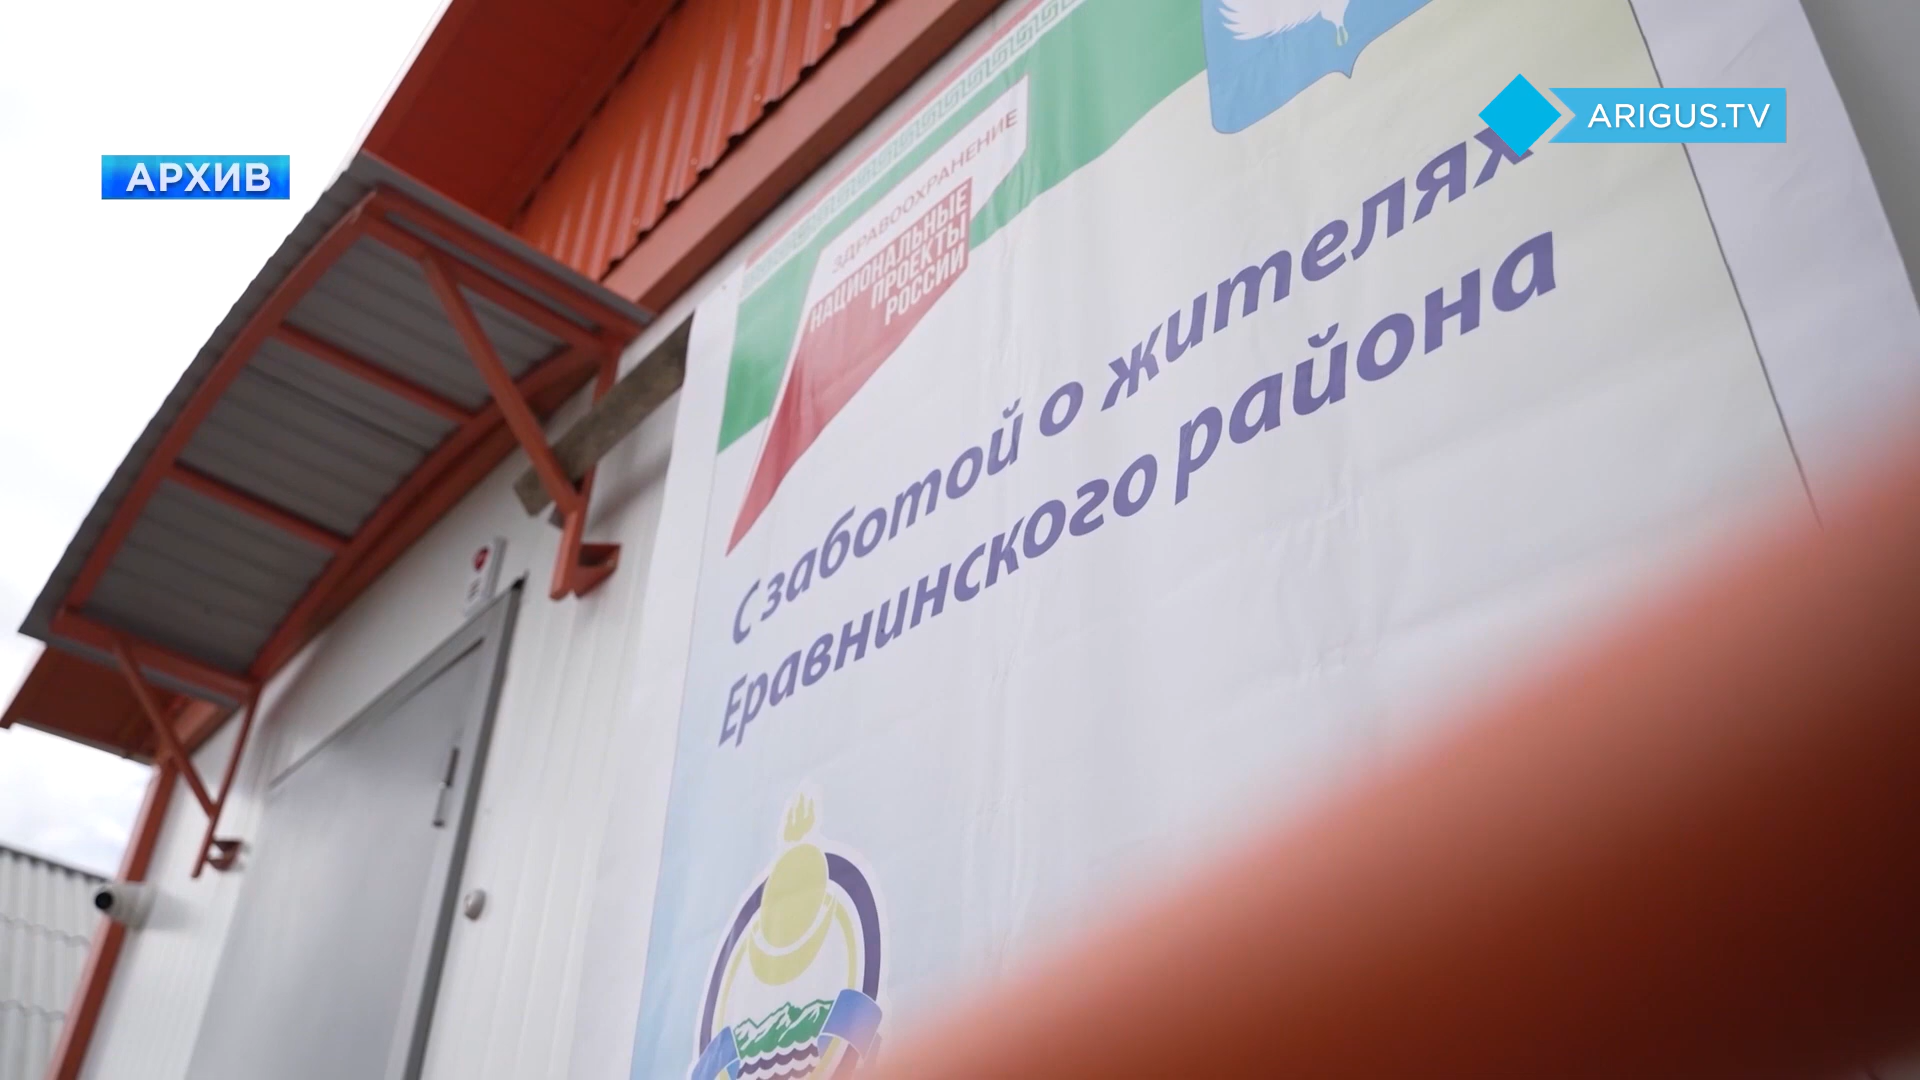 АРХИВ
ARIGUS.TV
ЗДРАВООХРАНЕНИЕ
НАЦИОНАЛЬНЫЕ
ПРОЕКТЫ
РОССИИ
С заботой о жителях
Еравнинского района